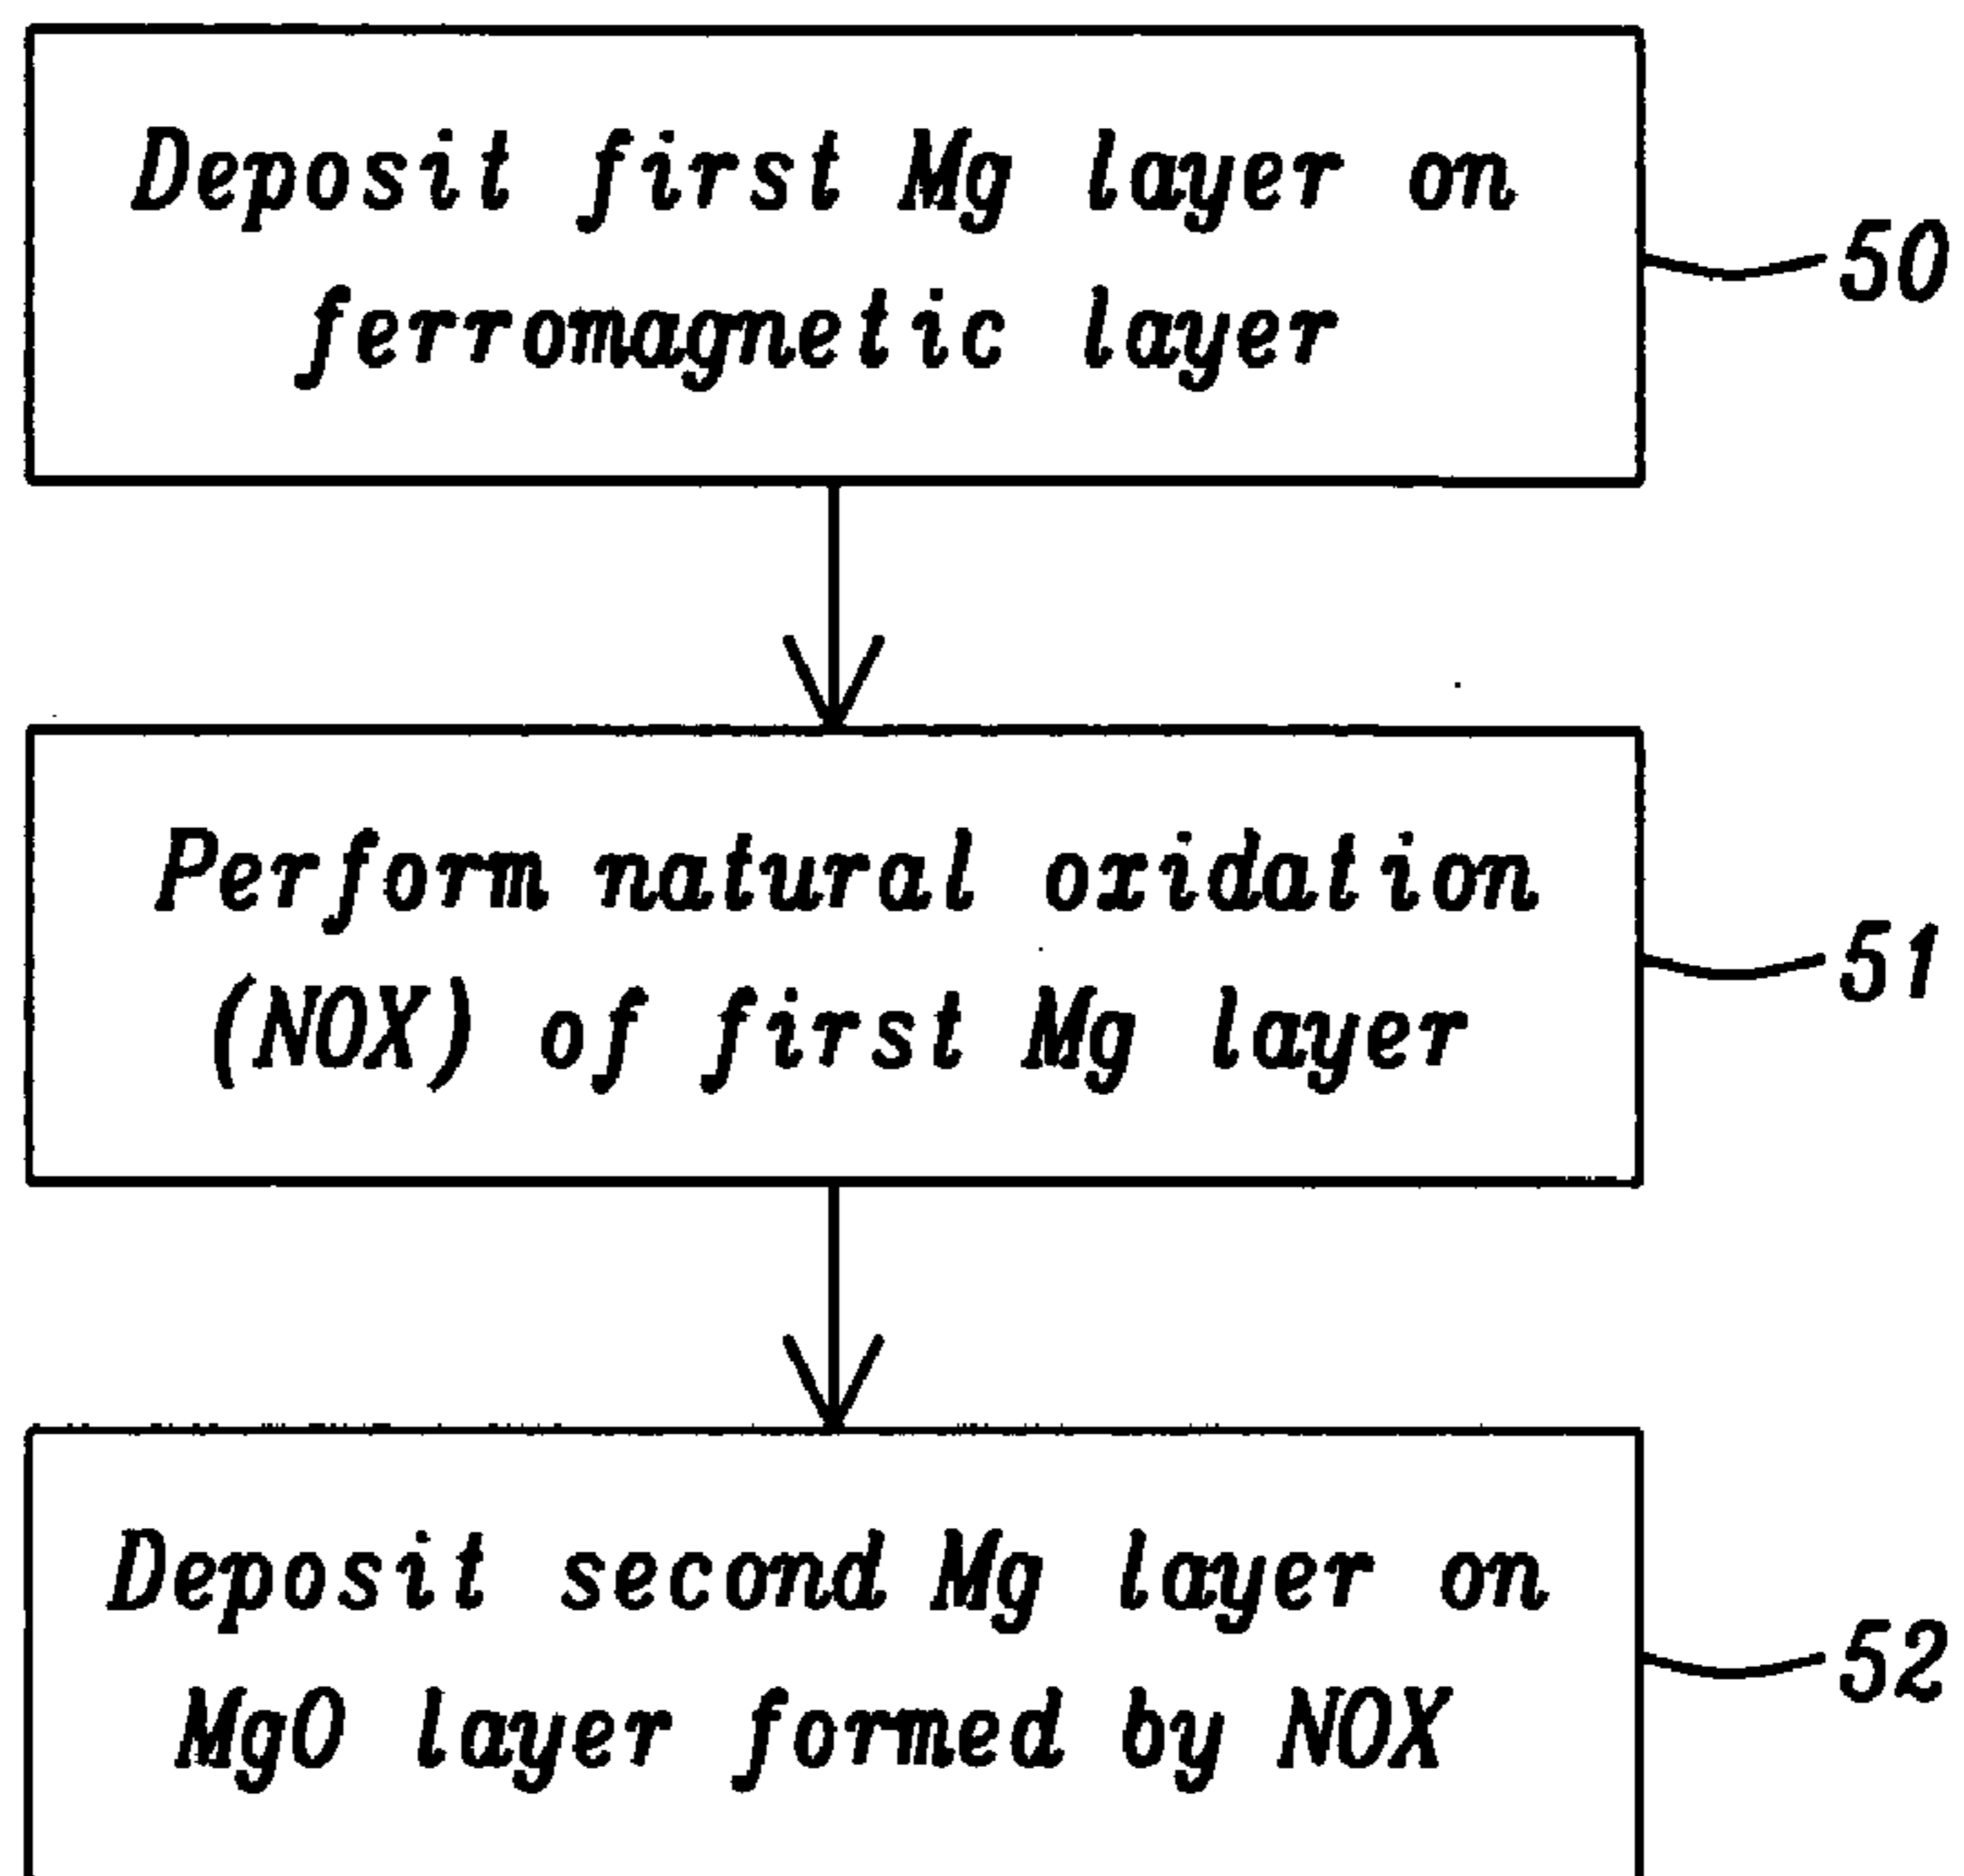 Deposit first Mg layer on
ferromagnetic layer
50
Perform natural oxidation
(NOX) of first Mg layer
51
Deposit second Mg layer on
MgO layer formed by NOX
52